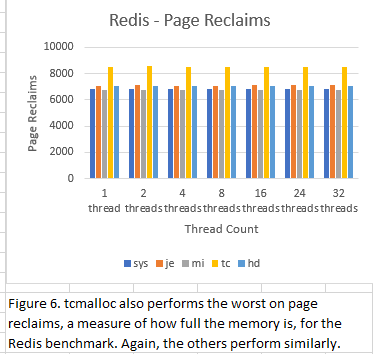 Redis - Page Reclaims
10000
8000
6000
4000
2000
0
Page Reclaims
1 2 4 8 16 24 32
thread threads threads threads threads threads threads
Thread Count
sys je mi tc hd
Figure 6. tcmalloc also performs the worst on page
reclaims, a measure of how full the memory is, for the
Redis benchmark. Again, the others perform similarly.